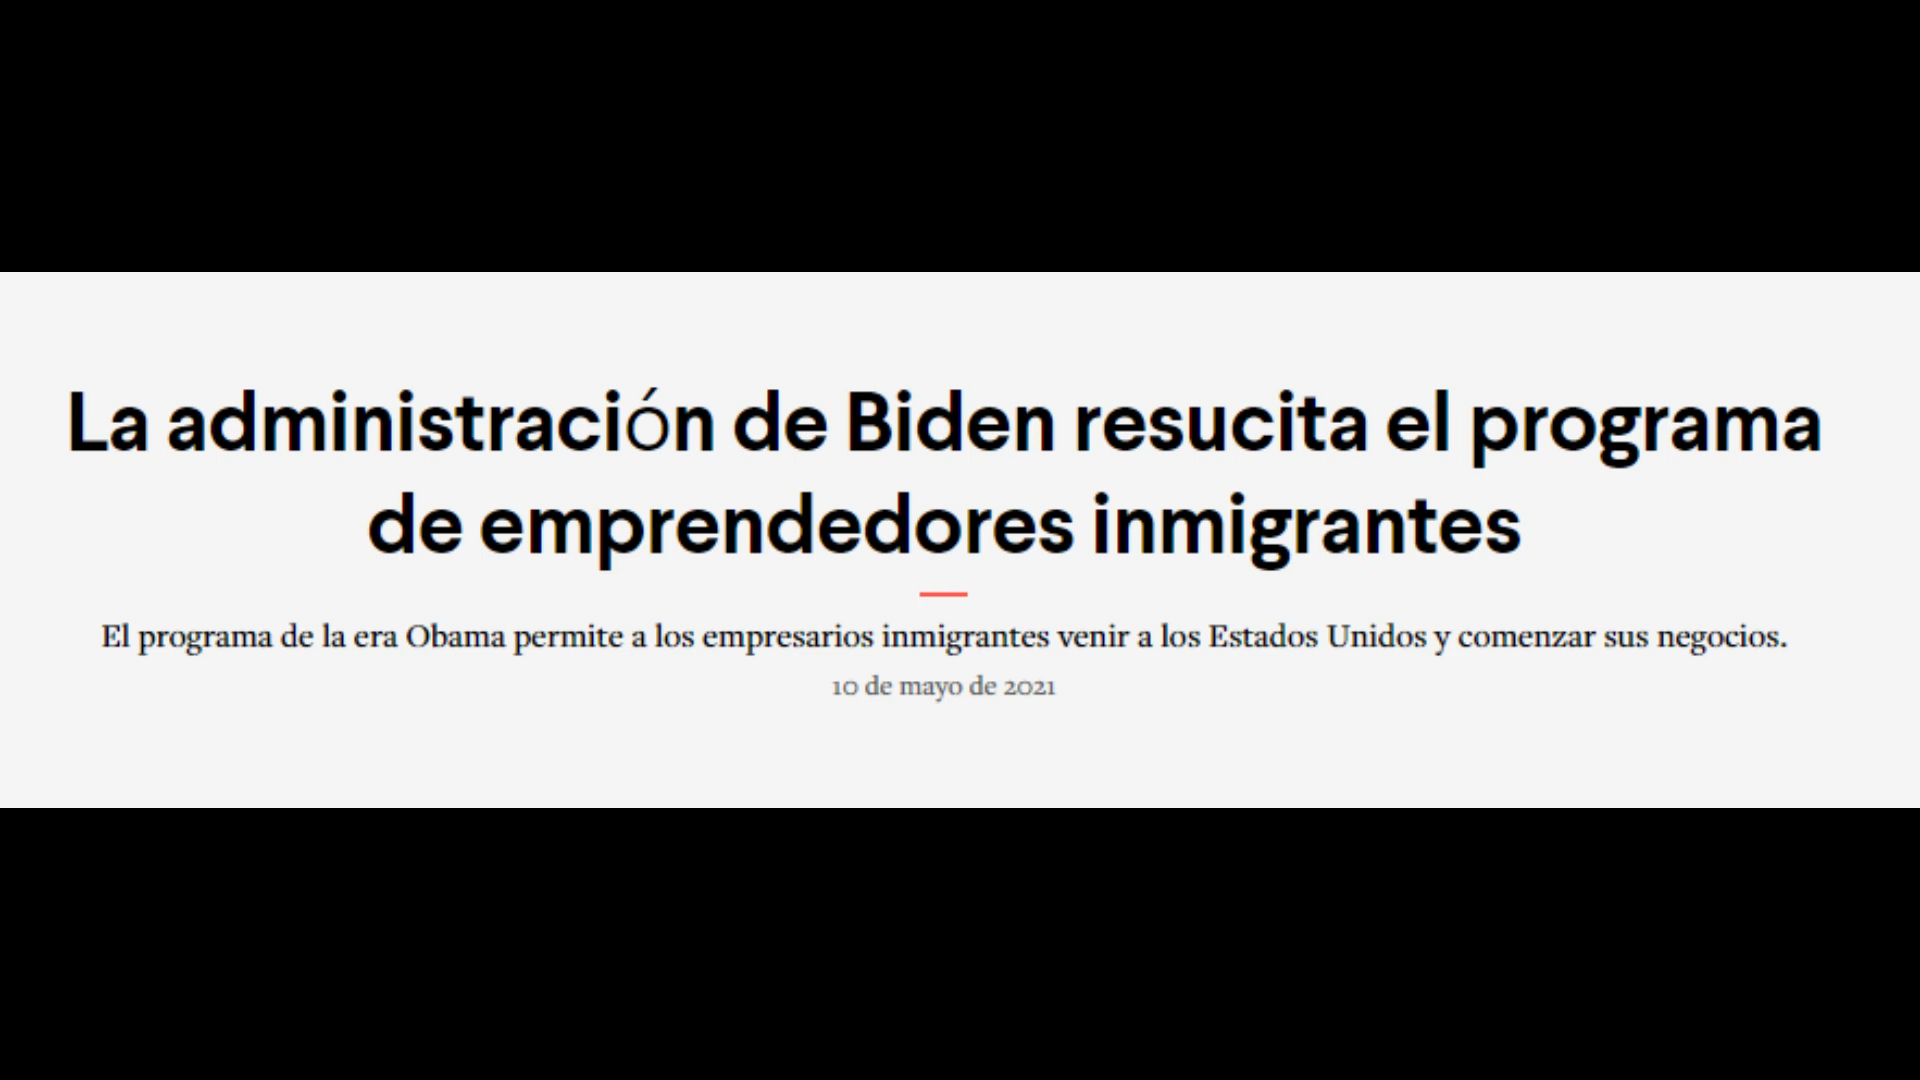 La administración de Biden resucita el programa
de emprendedores inmigrantes
El programa de la era Obama permite a los empresarios inmigrantes venir a los Estados Unidos y comenzar sus negocios.
10 de mayo de 2021